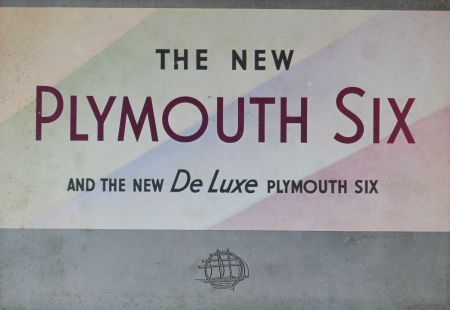 THE NEW
PLYMOUTH SIX
AND THE NEW De Luxe PLYMOUTH SIX